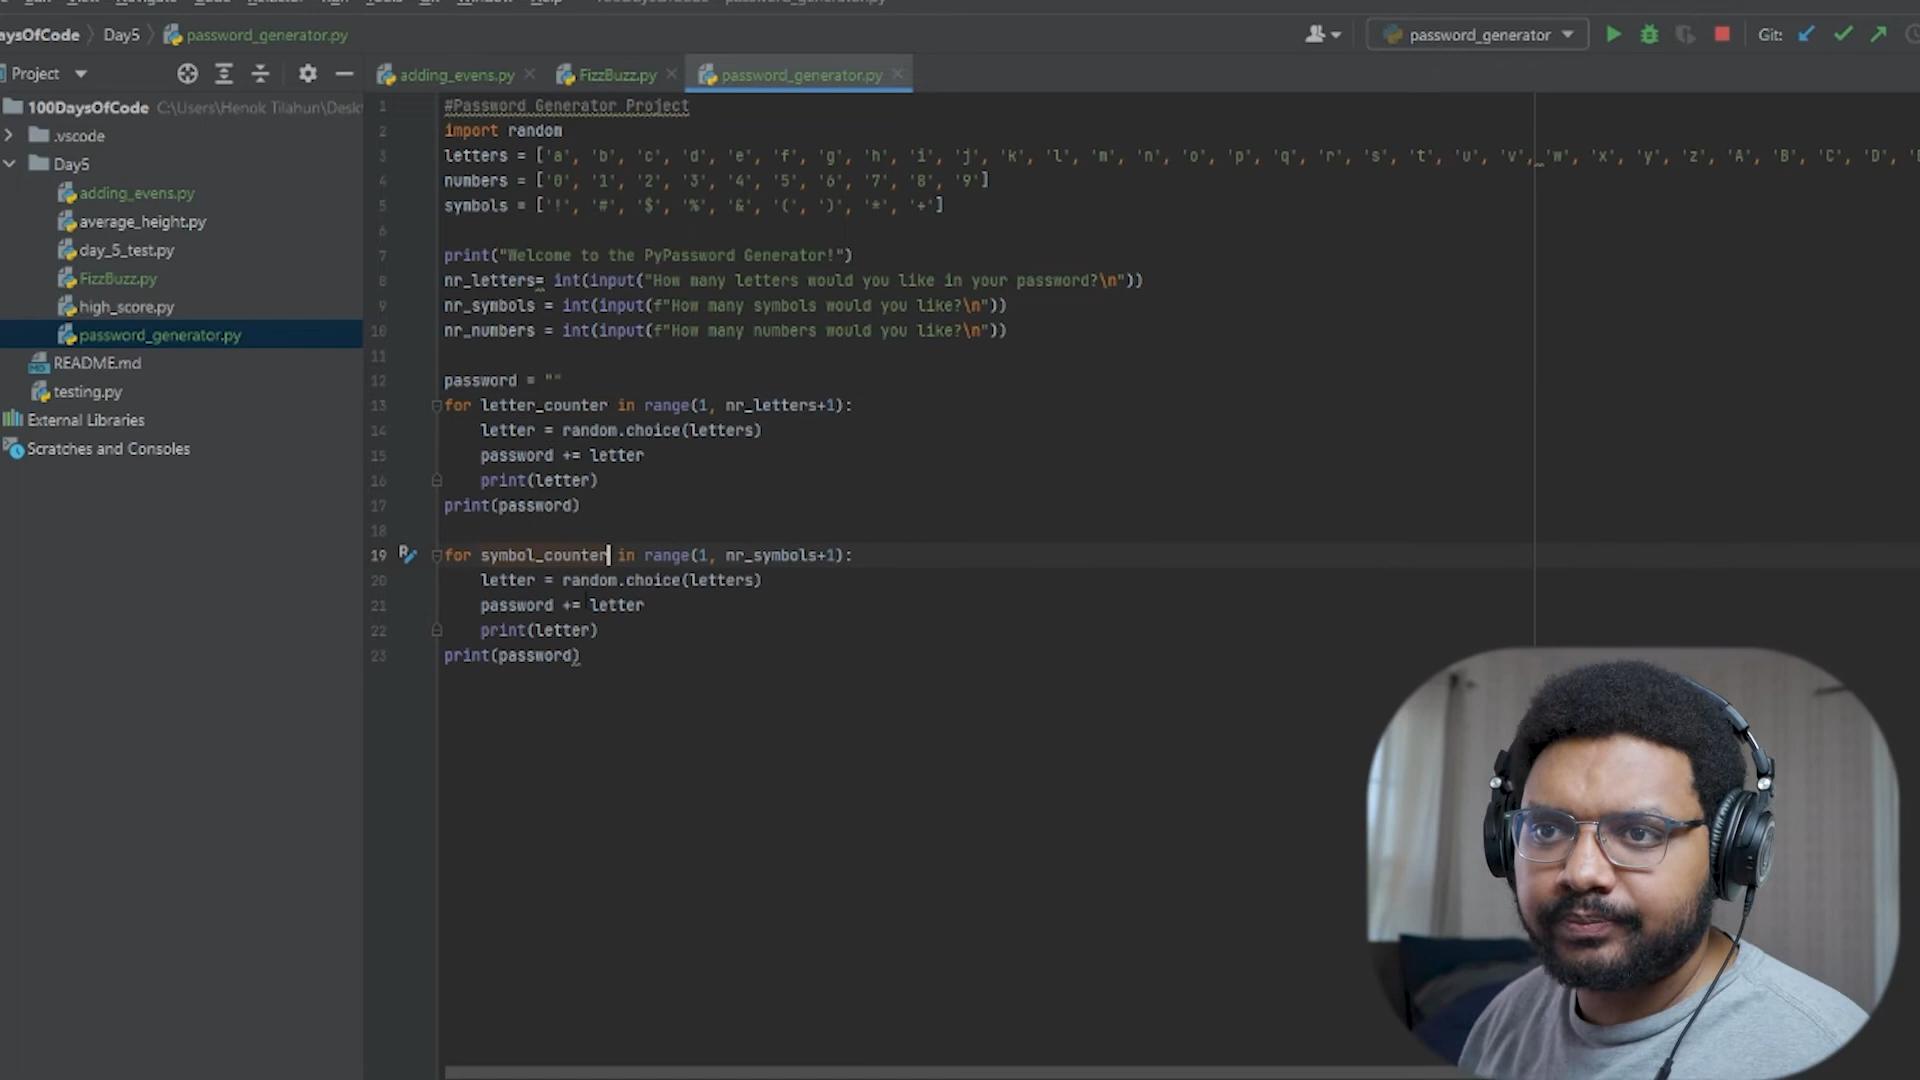 aysOfCode
Day5
password_generator.py
password_generator
Git:
Project
adding_evens.py
FizzBuzz.py
password_generator.py
100DaysOfCode C:\Users\Henok Tilahun\Deskt
.vscode
Day5
adding_evens.py
average_height.py
day_5_test.py
FizzBuzz.py
high_score.py
password_generator.py
README.md
testing.py
External Libraries
Scratches and Consoles
1 #Password Generator Project
2 import random
3 letters = ['a', 'b', 'c', 'd', 'e', 'f', 'g', 'h', 'i', 'j', 'k', 'l', 'm', 'n', 'o', 'p', 'q', 'r', 's', 't', 'u', 'v', 'w', 'x', 'y', 'z', 'A', 'B', 'C', 'D',
4 numbers = ['0', '1', '2', '3', '4', '5', '6', '7', '8', '9']
5 symbols = ['!', '#', '$', '%', '&', '(', ')', '*', '+']
6
7 print("Welcome to the PyPassword Generator!")
8 nr_letters= int(input("How many letters would you like in your password?\n"))
9 nr_symbols = int(input(f"How many symbols would you like?\n"))
10 nr_numbers = int(input(f"How many numbers would you like?\n"))
11
12 password = ""
13 for letter_counter in range(1, nr_letters+1):
14 letter = random.choice(letters)
15 password += letter
16 print(letter)
17 print(password)
18
19 for symbol_counter in range(1, nr_symbols+1):
20 letter = random.choice(letters)
21 password += letter
22 print(letter)
23 print(password)